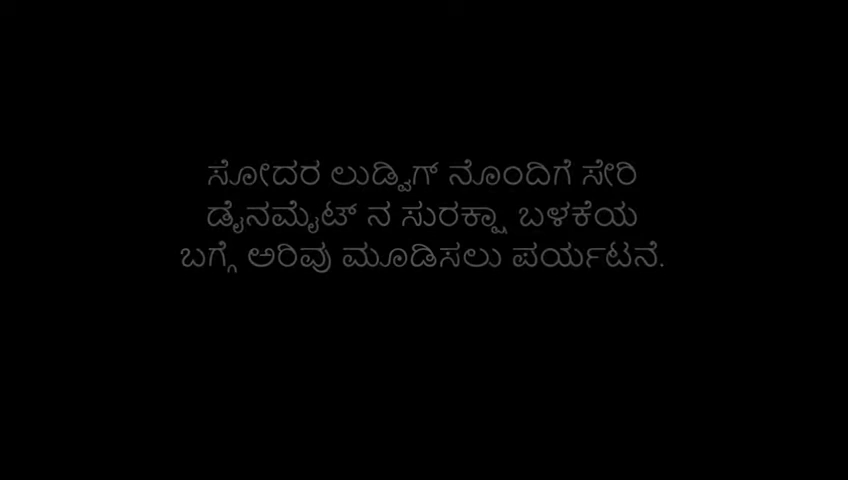 ಸೋದರ ಲುಡ್ವಿಗ್ ನೊಂದಿಗೆ ಸೇರಿ
ಡೈನಮೈಟ್ ನ ಸುರಕ್ಷಾ ಬಳಕೆಯ
ಬಗ್ಗೆ ಅರಿವು ಮೂಡಿಸಲು ಪರ್ಯಟನೆ.